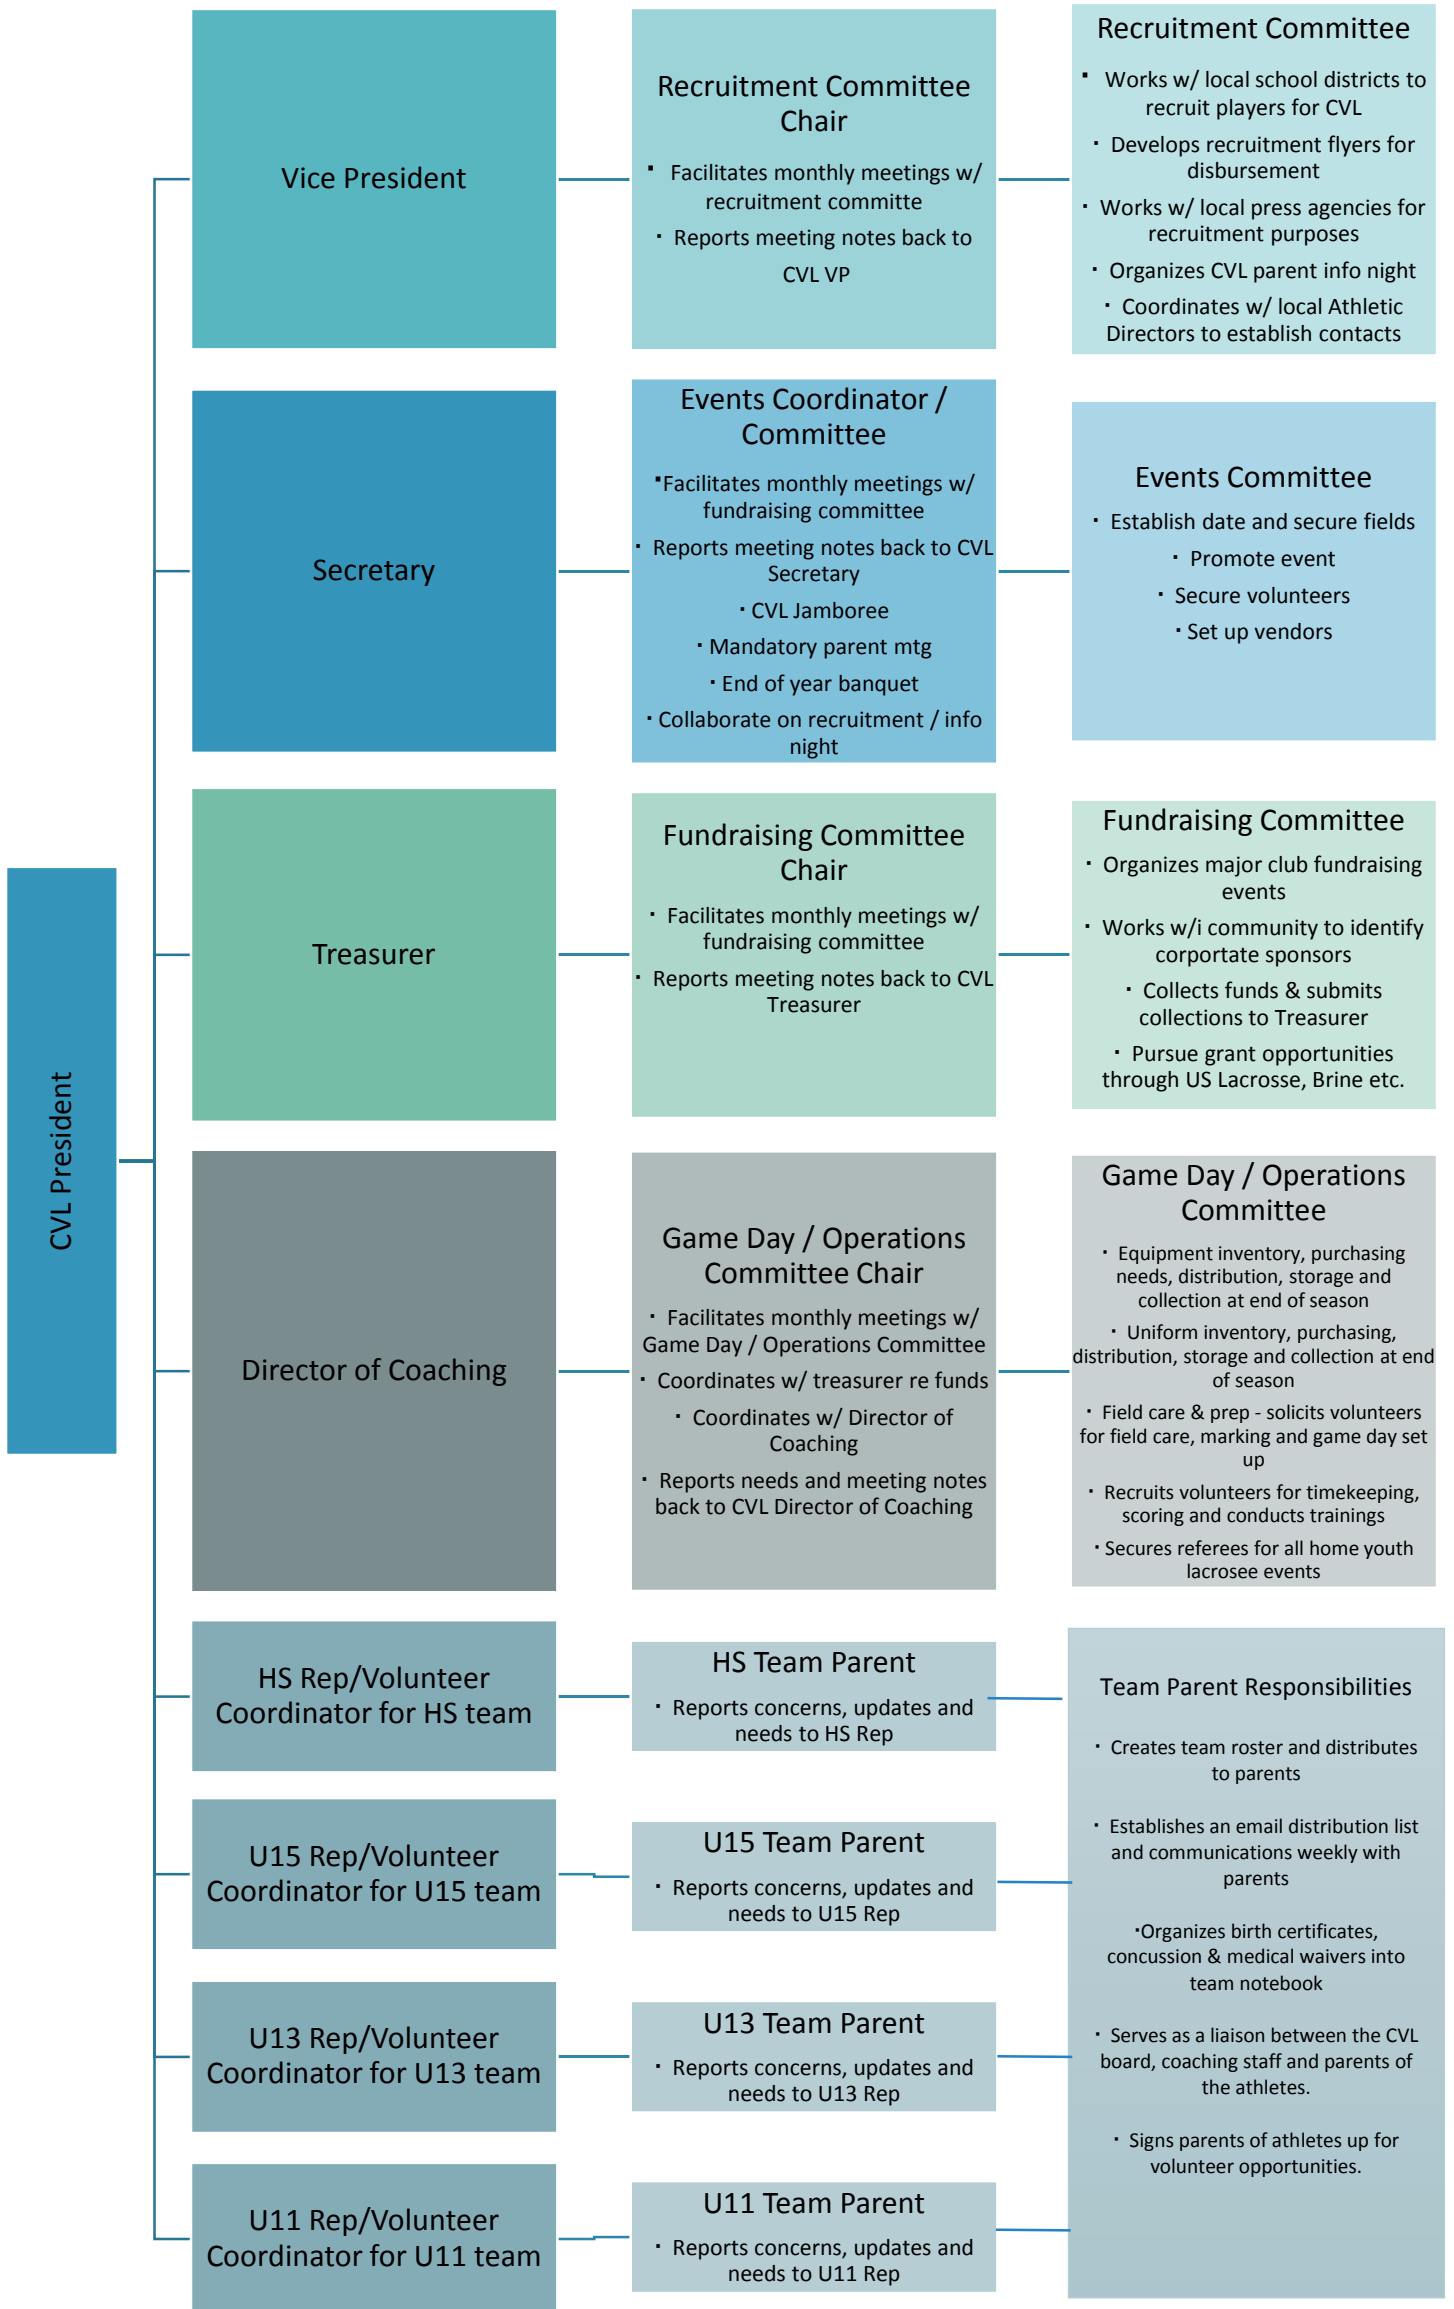 CVL President
Vice President
Recruitment Committee
Chair
▪ Facilitates monthly meetings w/
recruitment committe
· Reports meeting notes back to
CVL VP
Recruitment Committee
▪ Works w/ local school districts to
recruit players for CVL
· Develops recruitment flyers for
disbursement
· Works w/ local press agencies for
recruitment purposes
· Organizes CVL parent info night
· Coordinates w/ local Athletic
Directors to establish contacts
Secretary
Events Coordinator /
Committee
▪Facilitates monthly meetings w/
fundraising committee
· Reports meeting notes back to CVL
Secretary
· CVL Jamboree
· Mandatory parent mtg
· End of year banquet
· Collaborate on recruitment / info
night
Events Committee
· Establish date and secure fields
· Promote event
· Secure volunteers
· Set up vendors
Treasurer
Fundraising Committee
Chair
· Facilitates monthly meetings w/
fundraising committee
· Reports meeting notes back to CVL
Treasurer
Fundraising Committee
· Organizes major club fundraising
events
· Works w/i community to identify
corportate sponsors
· Collects funds & submits
collections to Treasurer
· Pursue grant opportunities
through US Lacrosse, Brine etc.
Director of Coaching
Game Day / Operations
Committee Chair
· Facilitates monthly meetings w/
Game Day / Operations Committee
· Coordinates w/ treasurer re funds
· Coordinates w/ Director of
Coaching
· Reports needs and meeting notes
back to CVL Director of Coaching
Game Day / Operations
Committee
· Equipment inventory, purchasing
needs, distribution, storage and
collection at end of season
· Uniform inventory, purchasing,
distribution, storage and collection at end
of season
· Field care & prep - solicits volunteers
for field care, marking and game day set
up
· Recruits volunteers for timekeeping,
scoring and conducts trainings
· Secures referees for all home youth
lacrosee events
HS Rep/Volunteer
Coordinator for HS team
HS Team Parent
· Reports concerns, updates and
needs to HS Rep
U15 Rep/Volunteer
Coordinator for U15 team
U15 Team Parent
· Reports concerns, updates and
needs to U15 Rep
U13 Rep/Volunteer
Coordinator for U13 team
U13 Team Parent
· Reports concerns, updates and
needs to U13 Rep
U11 Rep/Volunteer
Coordinator for U11 team
U11 Team Parent
· Reports concerns, updates and
needs to U11 Rep
Team Parent Responsibilities
· Creates team roster and distributes
to parents
· Establishes an email distribution list
and communications weekly with
parents
·Organizes birth certificates,
concussion & medical waivers into
team notebook
· Serves as a liaison between the CVL
board, coaching staff and parents of
the athletes.
· Signs parents of athletes up for
volunteer opportunities.